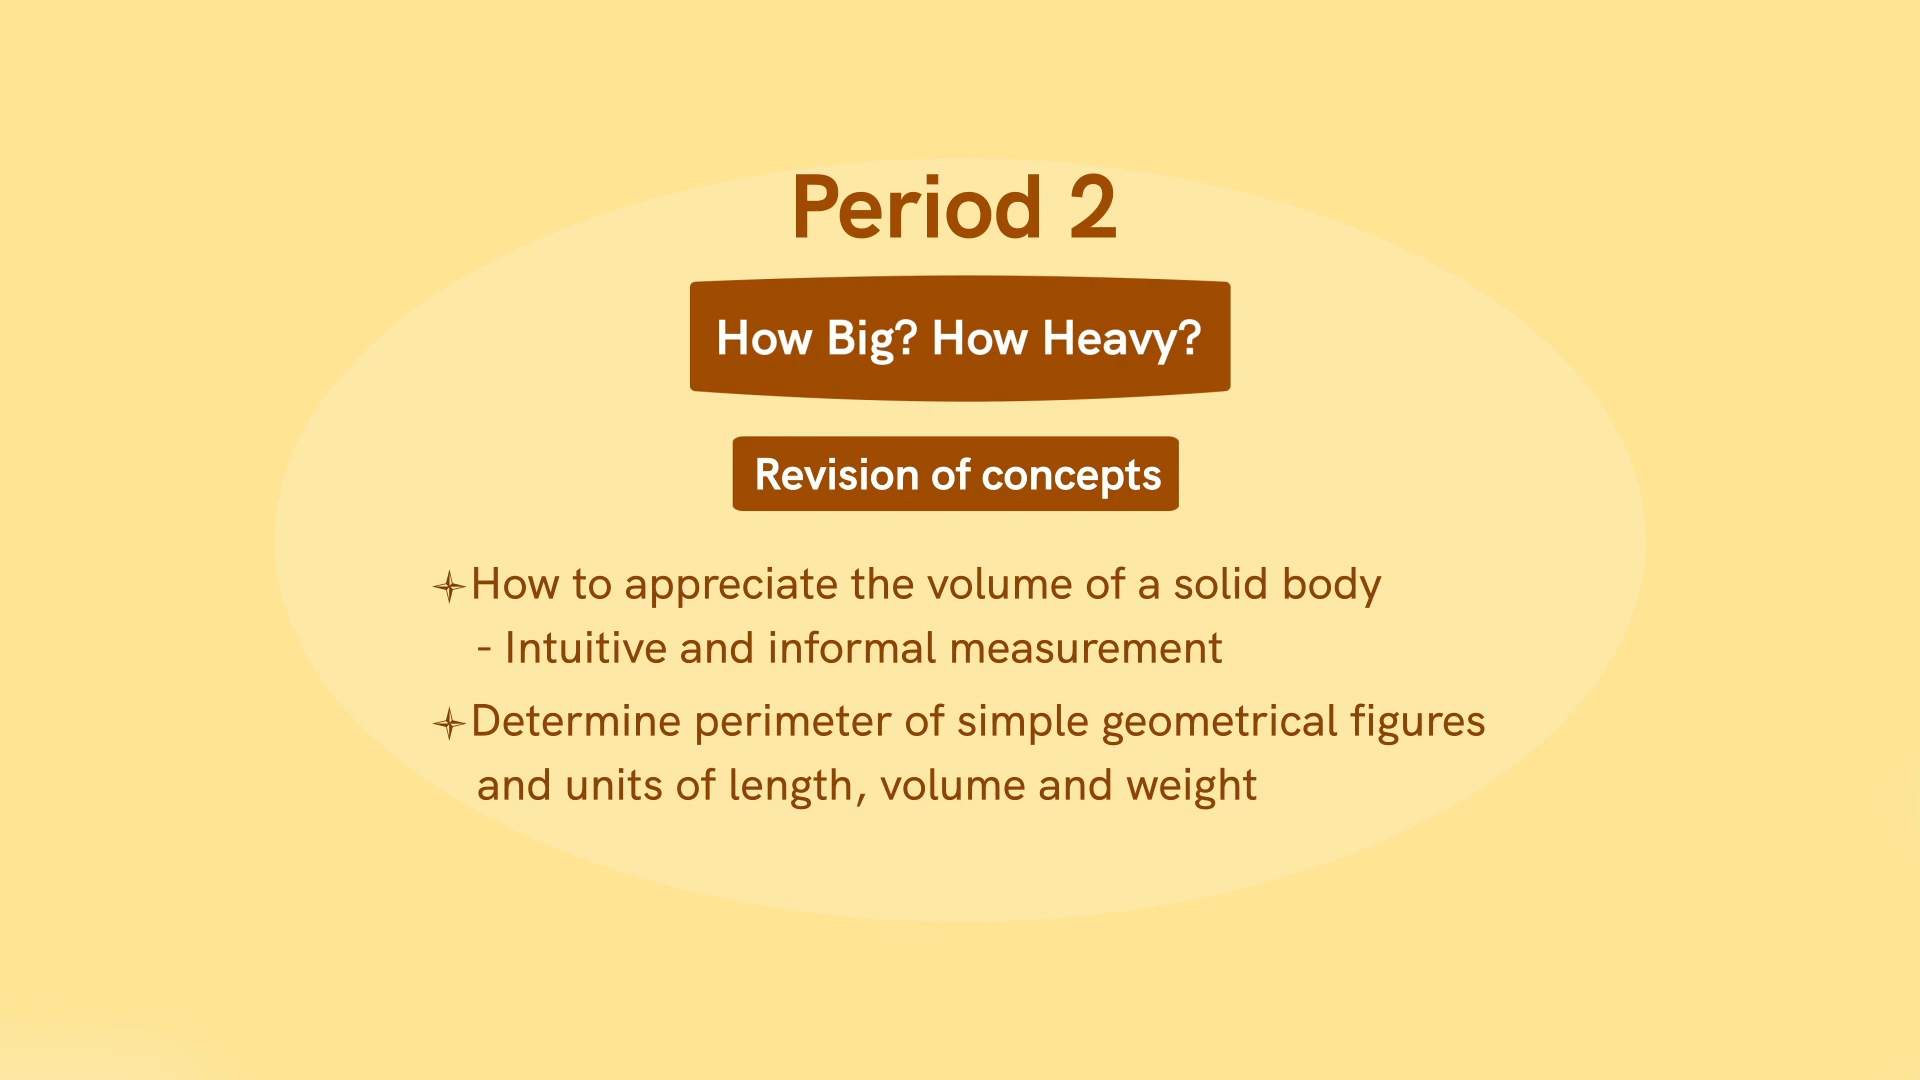 Period 2
How Big? How Heavy?
Revision of concepts
How to appreciate the volume of a solid body
- Intuitive and informal measurement
Determine perimeter of simple geometrical figures
and units of length, volume and weight